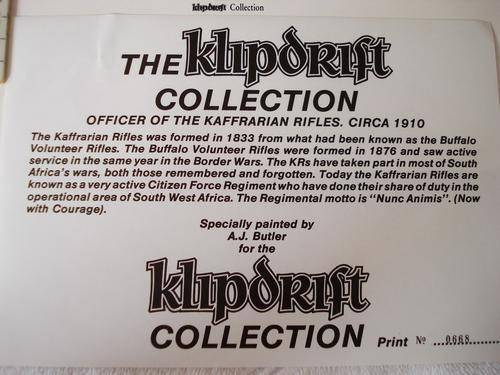 klipdrift Collection
THE klipdrift
COLLECTION
OFFICER OF THE KAFFRARIAN RIFLES. CIRCA 1910
The Kaffrarian Rifles was formed in 1833 from what had been known as the Buffalo
Volunteer Rifles. The Buffalo Volunteer Rifles were formed in 1876 and saw active
service in the same year in the Border Wars. The KRs have taken part in most of South
Africa's wars, both those remembered and forgotten. Today the Kaffrarian Rifles are
known as a very active Citizen Force Regiment who have done their share of duty in the
operational area of South West Africa. The Regimental motto is "Nunc Animis". (Now
with Courage).
Specially painted by
A.J. Butler
for the
klipdrift
COLLECTION
Print No ...0668...........